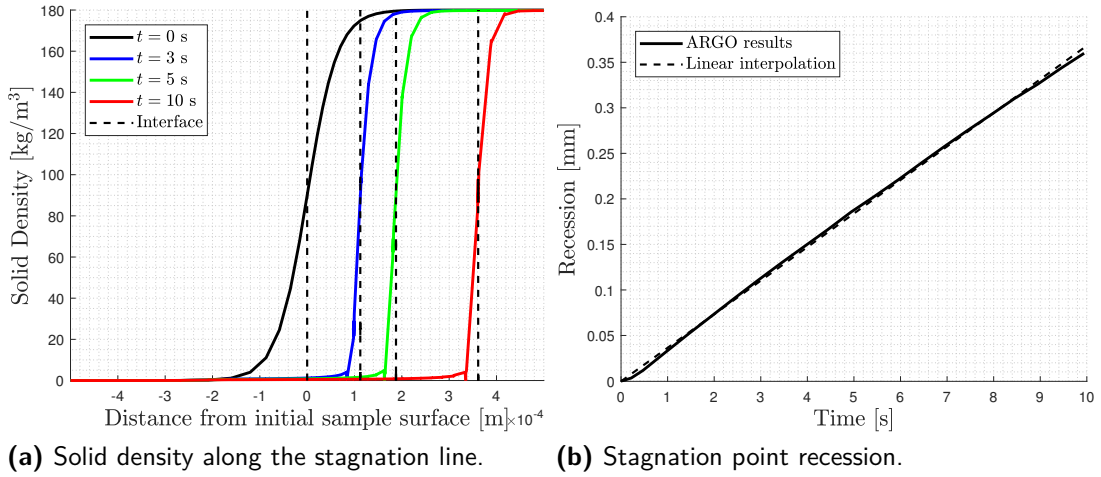 180
160
140
120
100
80
60
40
20
0
Solid Density [kg/m³]
t = 0 s
t = 3 s
t = 5 s
t = 10 s
Interface
-4 -3 -2 -1 0 1 2 3 4
Distance from initial sample surface [m]
×10⁻⁴
(a) Solid density along the stagnation line.
0.4
0.35
0.3
0.25
0.2
0.15
0.1
0.05
0
Recession [mm]
ARGO results
Linear interpolation
0 1 2 3 4 5 6 7 8 9 10
Time [s]
(b) Stagnation point recession.